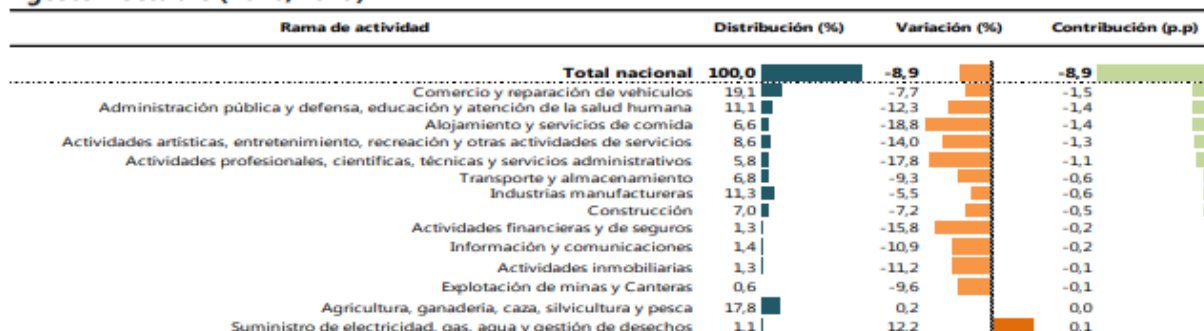 Rama de actividad Distribución (%) Variación (%) Contribución (p.p)
Total nacional 100,0 -8,9 -8,9
Comercio y reparación de vehículos 19,1 -7,7 -1,5
Administración pública y defensa, educación y atención de la salud humana 11,1 -12,3 -1,4
Alojamiento y servicios de comida 6,6 -18,8 -1,4
Actividades artísticas, entretenimiento, recreación y otras actividades de servicios 8,6 -14,0 -1,3
Actividades profesionales, científicas, técnicas y servicios administrativos 5,8 -17,8 -1,1
Transporte y almacenamiento 6,8 -9,3 -0,6
Industrias manufactureras 11,3 -5,5 -0,6
Construcción 7,0 -7,2 -0,5
Actividades financieras y de seguros 1,3 -15,8 -0,2
Información y comunicaciones 1,4 -10,9 -0,2
Actividades inmobiliarias 1,3 -11,2 -0,1
Explotación de minas y Canteras 0,6 -9,6 -0,1
Agricultura, ganadería, caza, silvicultura y pesca 17,8 0,2 0,0
Suministro de electricidad, gas, agua y gestión de desechos 1,1 12,2 0,1